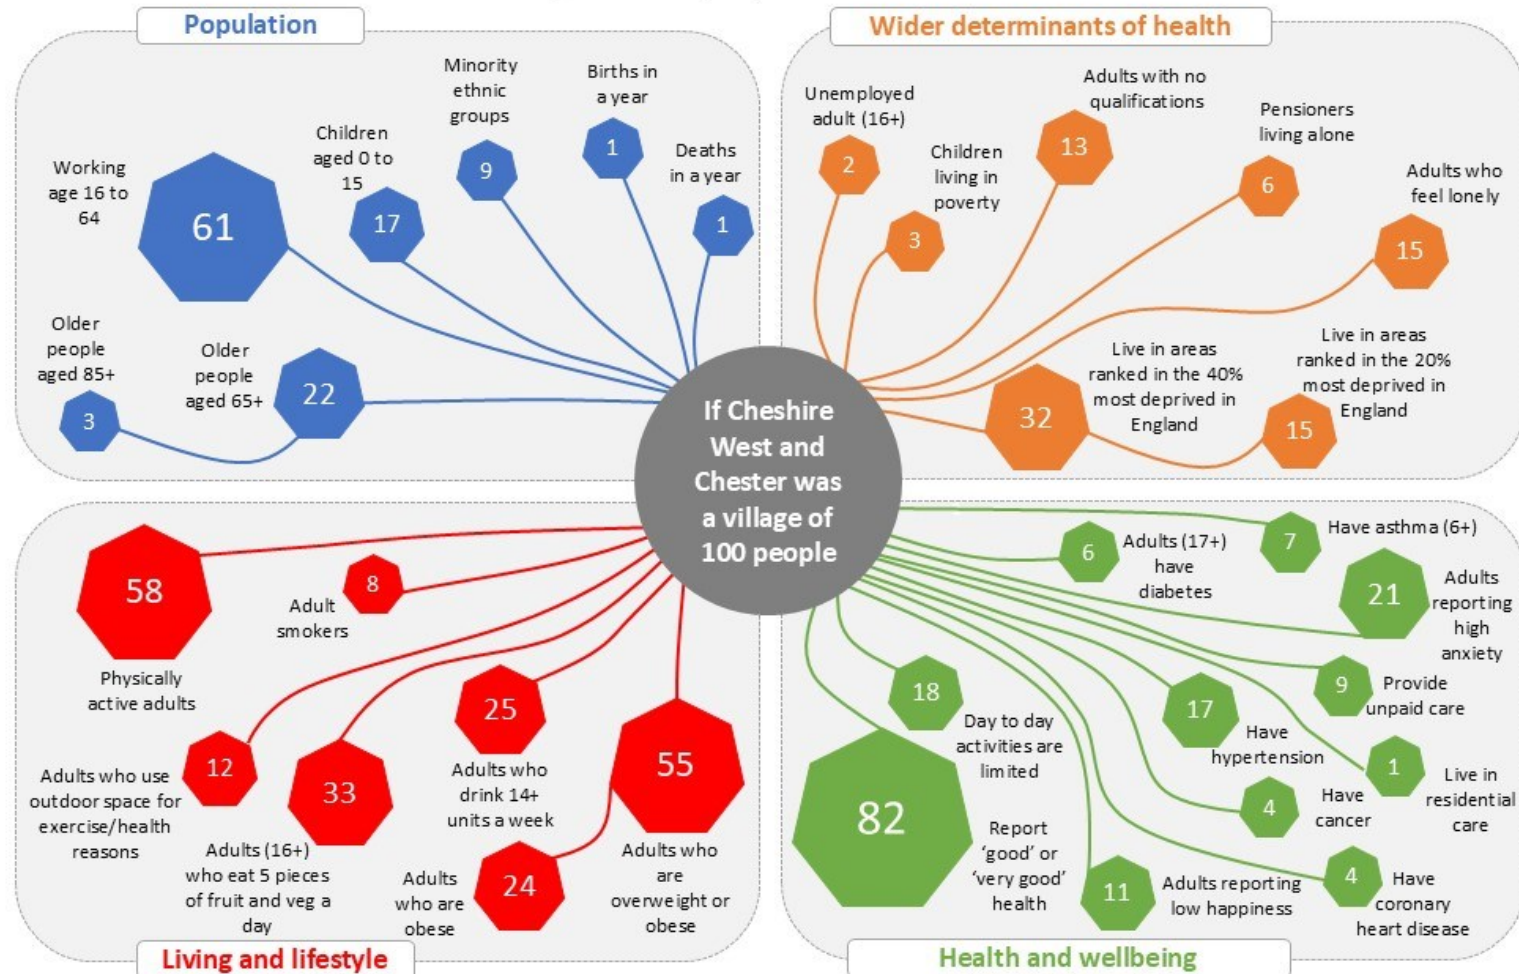 Population
Working
age 16 to
64
61
Children
aged 0 to
15
17
Minority
ethnic
groups
9
Births in
a year
1
Deaths
in a year
1
Older
people
aged 85+
3
Older
people
aged 65+
22
Wider determinants of health
Unemployed
adult (16+)
2
Children
living in
poverty
3
Adults with no
qualifications
13
Pensioners
living alone
6
Adults who
feel lonely
15
32
Live in areas
ranked in the 40%
most deprived in
England
Live in areas
ranked in the 20%
most deprived in
England
15
If Cheshire
West and
Chester was
a village of
100 people
58
Physically
active adults
8
Adult
smokers
12
Adults who use
outdoor space for
exercise/health
reasons
33
Adults (16+)
who eat 5 pieces
of fruit and veg a
day
25
Adults who
drink 14+
units a week
24
Adults
who are
obese
55
Adults who
are
overweight or
obese
Living and lifestyle
6
Adults (17+)
have
diabetes
7
Have asthma (6+)
21
Adults
reporting
high
anxiety
9
Provide
unpaid care
18
Day to day
activities are
limited
17
Have
hypertension
1
Live in
residential
care
4
Have
cancer
82
Report
‘good’ or
‘very good’
health
11
Adults reporting
low happiness
4
Have
coronary
heart disease
Health and wellbeing